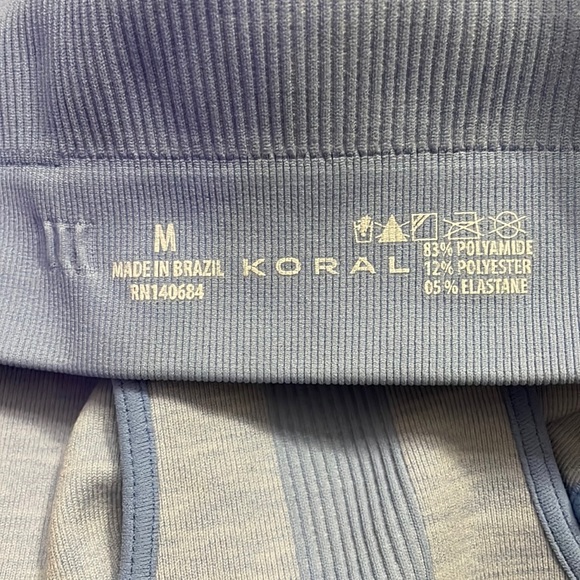 M
MADE IN BRAZIL
RN140684
KORAL
83% POLYAMIDE
12% POLYESTER
05% ELASTANE